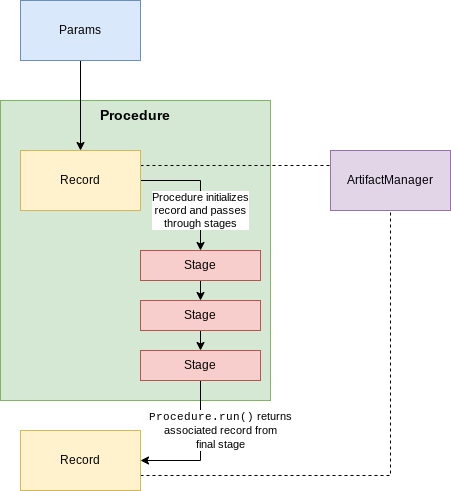 Params
Procedure
Record
ArtifactManager
Procedure initializes
record and passes
through stages
Stage
Stage
Stage
Procedure.run() returns
associated record from
final stage
Record